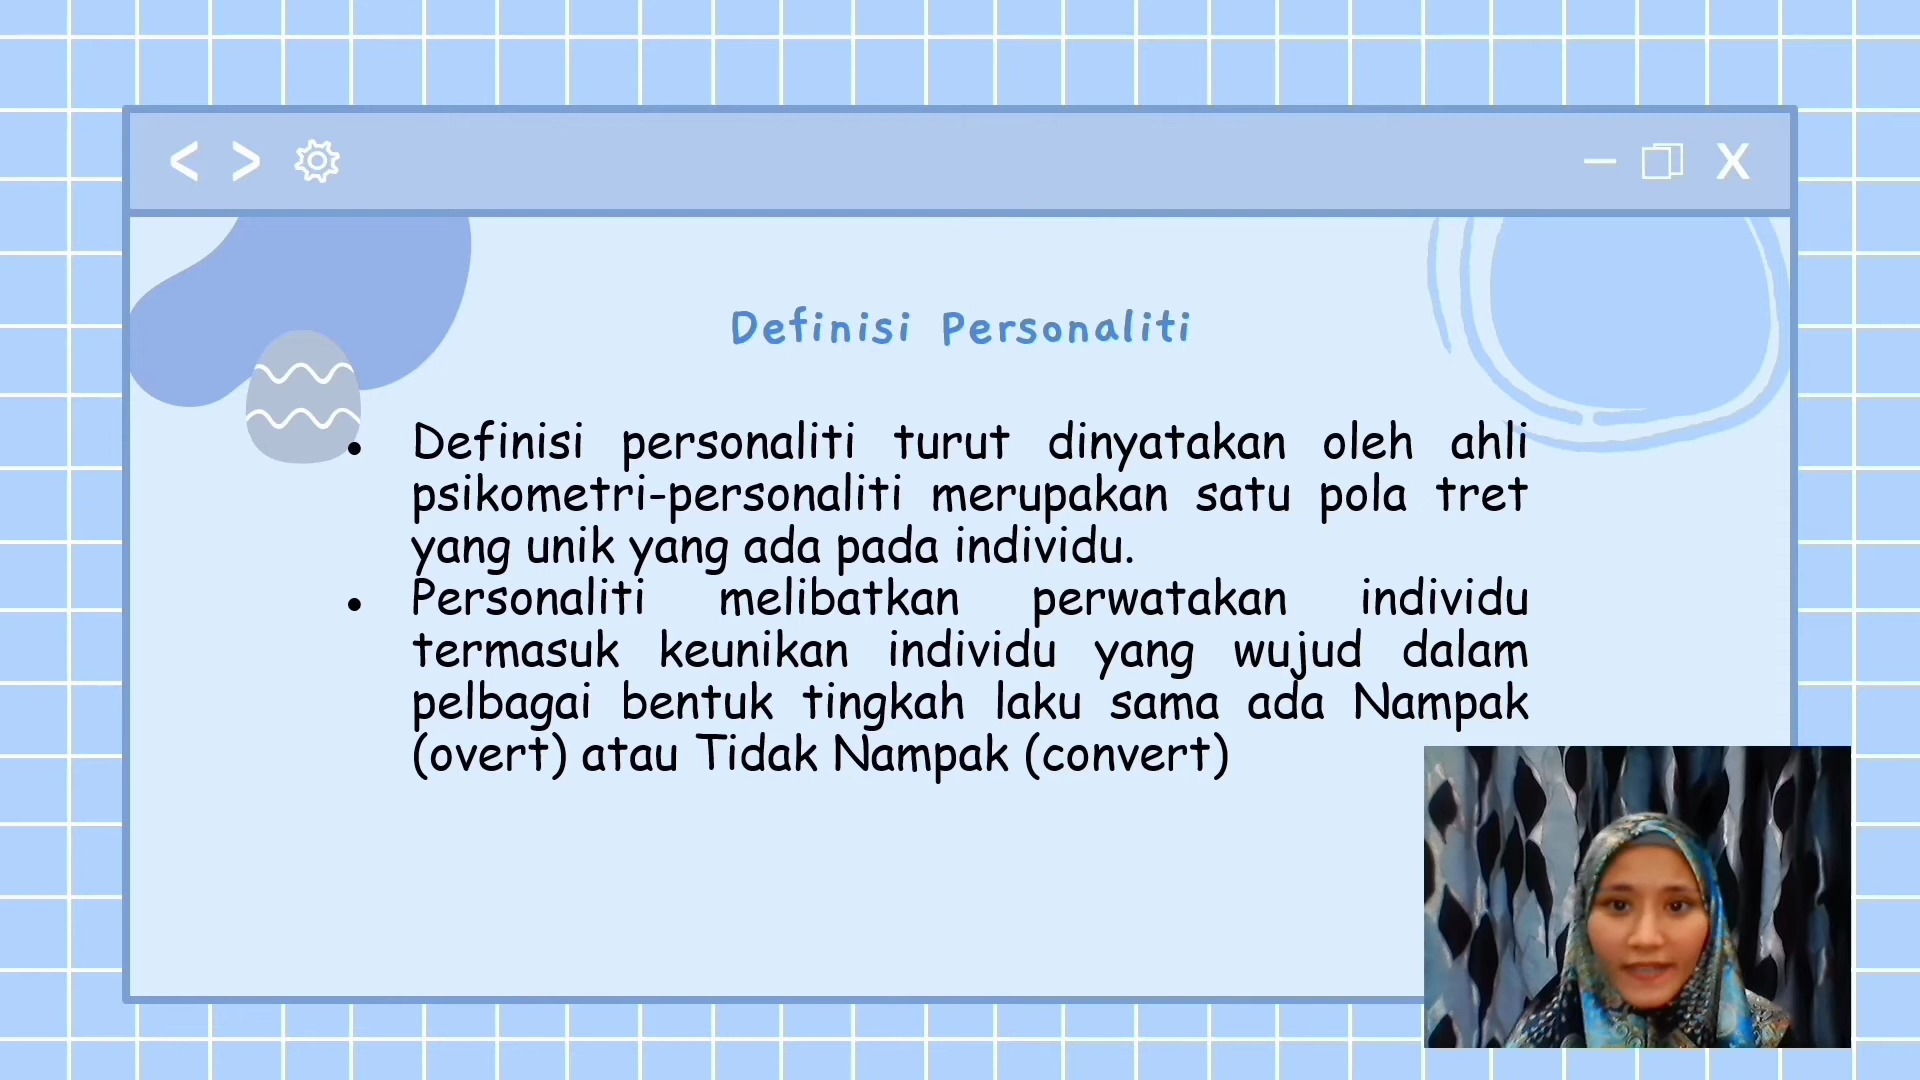 Definisi Personaliti
Definisi personaliti turut dinyatakan oleh ahli
psikometri-personaliti merupakan satu pola tret
yang unik yang ada pada individu.
Personaliti melibatkan perwatakan individu
termasuk keunikan individu yang wujud dalam
pelbagai bentuk tingkah laku sama ada Nampak
(overt) atau Tidak Nampak (convert)